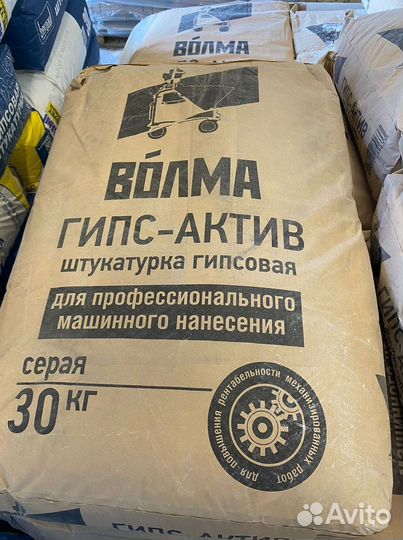 ВОЛМА
ВОЛМА
ГИПС-АКТИВ
штукатурка гипсовая
для профессионального
машинного нанесения
серая
30 кг
для повышения рентабельности механизированных работ
ГИПС-АКТИВ
Avito